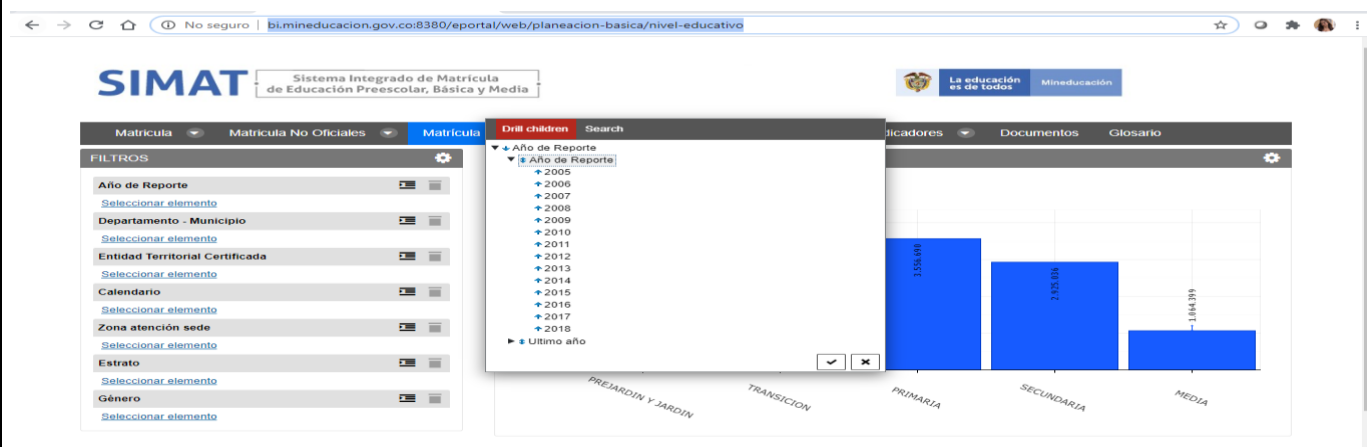 No seguro | bi.mineducacion.gov.co:8380/eportal/web/planeacion-basica/nivel-educativo
SIMAT
Sistema Integrado de Matrícula
de Educación Preescolar, Básica y Media
La educación
es de todos
Mineducación
Matricula
Matricula No Oficiales
Matrícula
dicadores
Documentos
Glosario
FILTROS
Año de Reporte
Seleccionar elemento
Departamento - Municipio
Seleccionar elemento
Entidad Territorial Certificada
Seleccionar elemento
Calendario
Seleccionar elemento
Zona atención sede
Seleccionar elemento
Estrato
Seleccionar elemento
Género
Seleccionar elemento
Drill children
Search
Año de Reporte
Año de Reporte
2005
2006
2007
2008
2009
2010
2011
2012
2013
2014
2015
2016
2017
2018
Ultimo año
3.556.690
2.925.036
1.064.399
PREJARDIN Y JARDIN
TRANSICION
PRIMARIA
SECUNDARIA
MEDIA